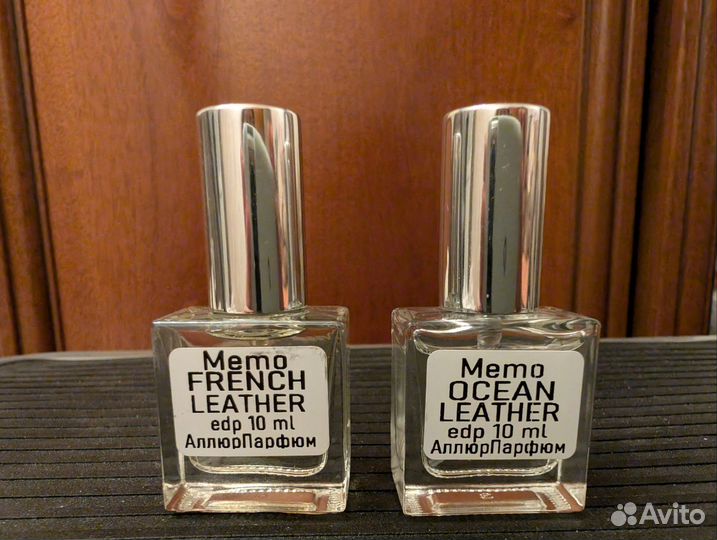 Memo
FRENCH
LEATHER
edp 10 ml
АллюрПарфюм
Memo
OCEAN
LEATHER
edp 10 ml
АллюрПарфюм
Avito